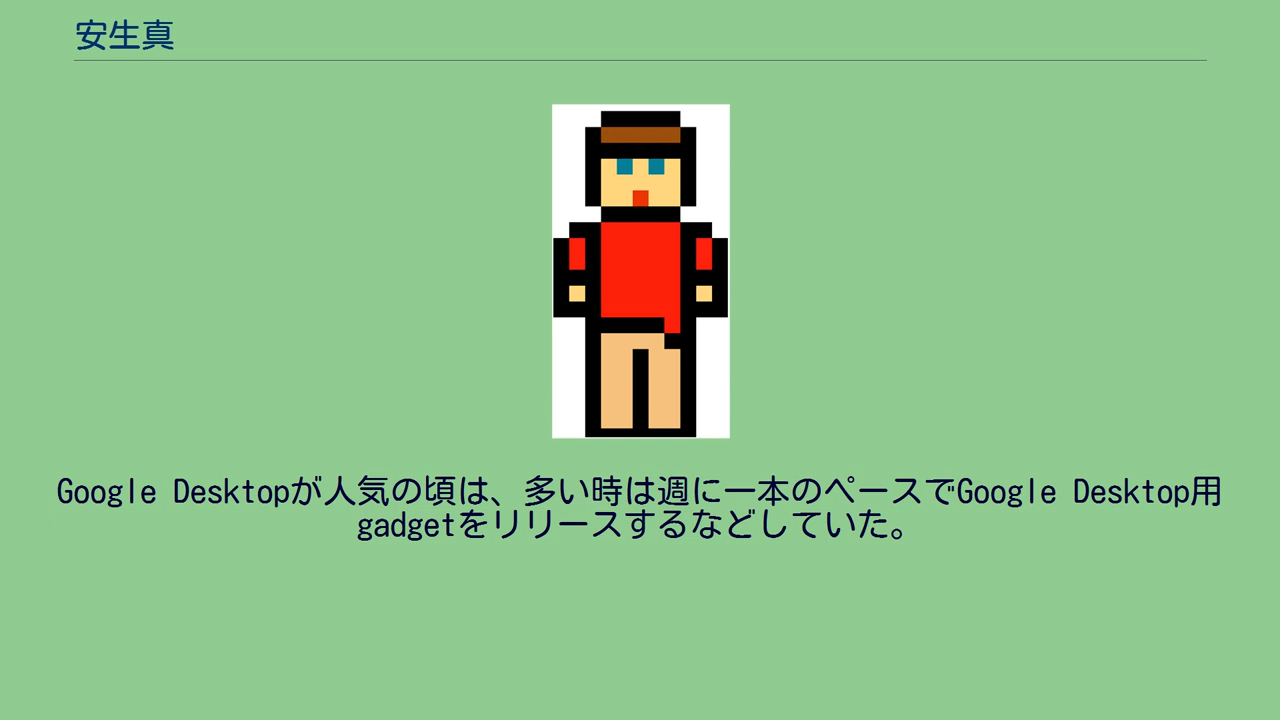 安生真
Google Desktopが人気の頃は、多い時は週に一本のペースでGoogle Desktop用
gadgetをリリースするなどしていた。